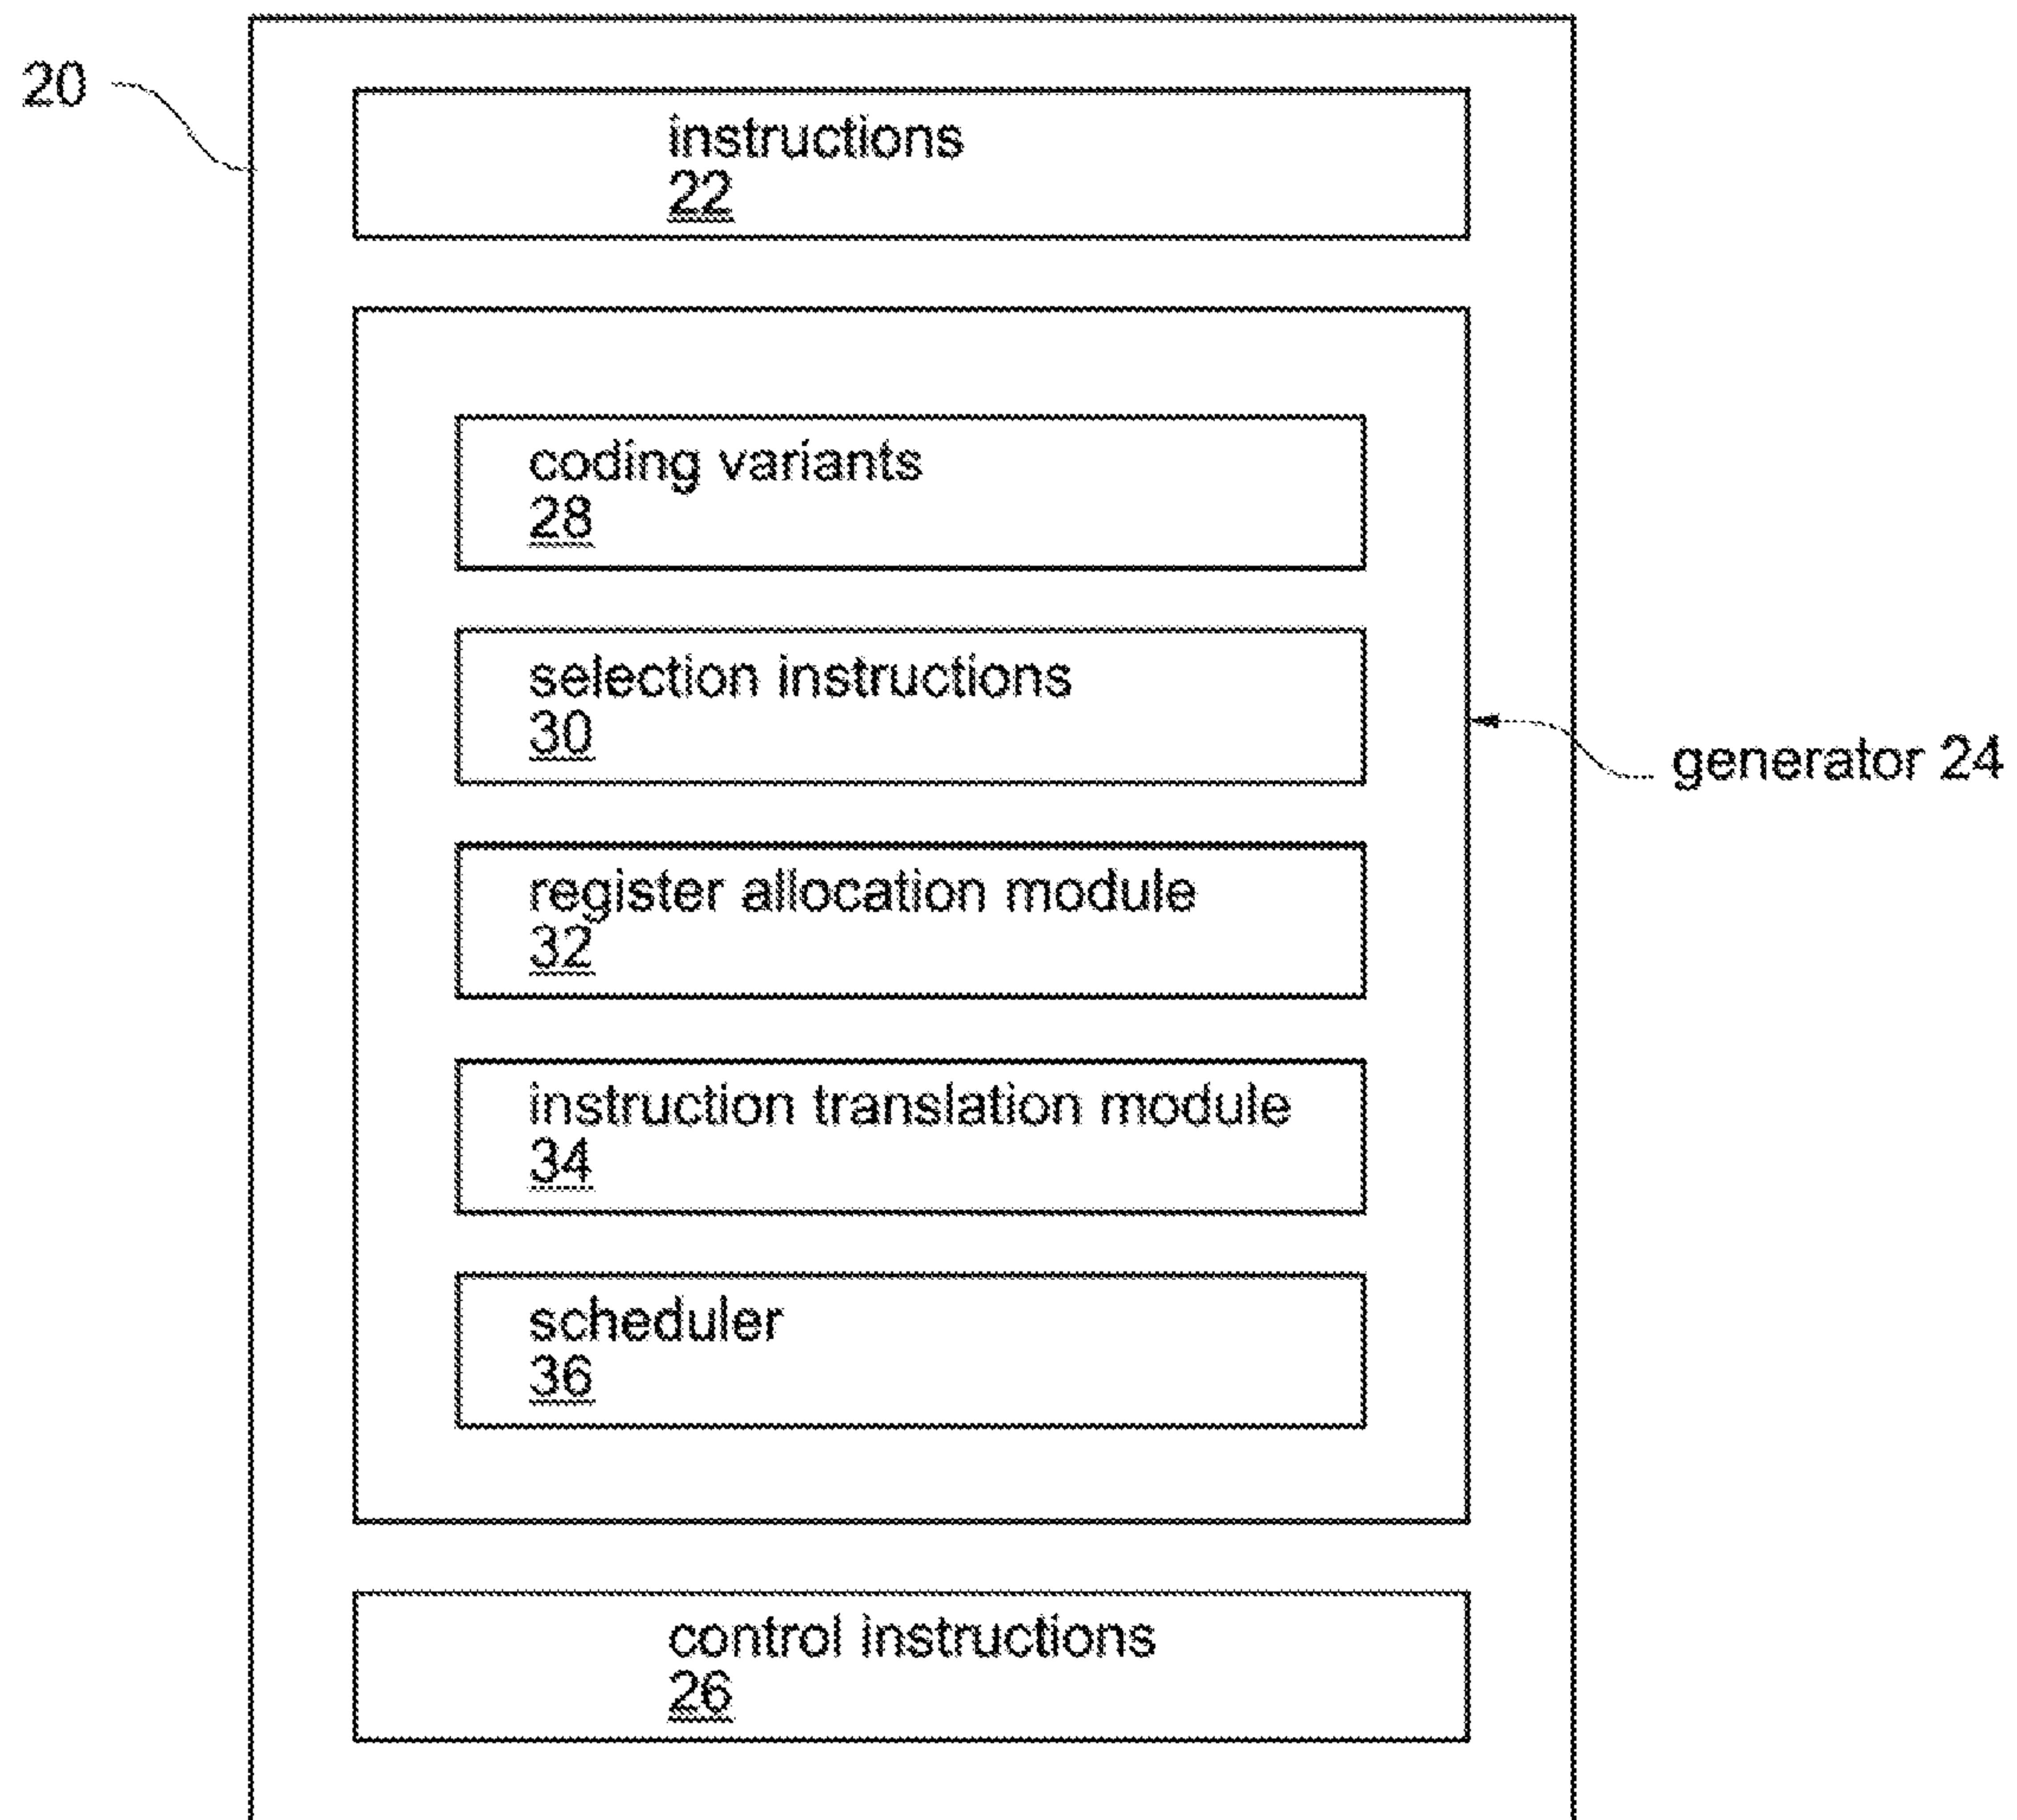 20
instructions
22
coding variants
28
selection instructions
30
generator 24
register allocation module
32
instruction translation module
34
scheduler
36
control instructions
26